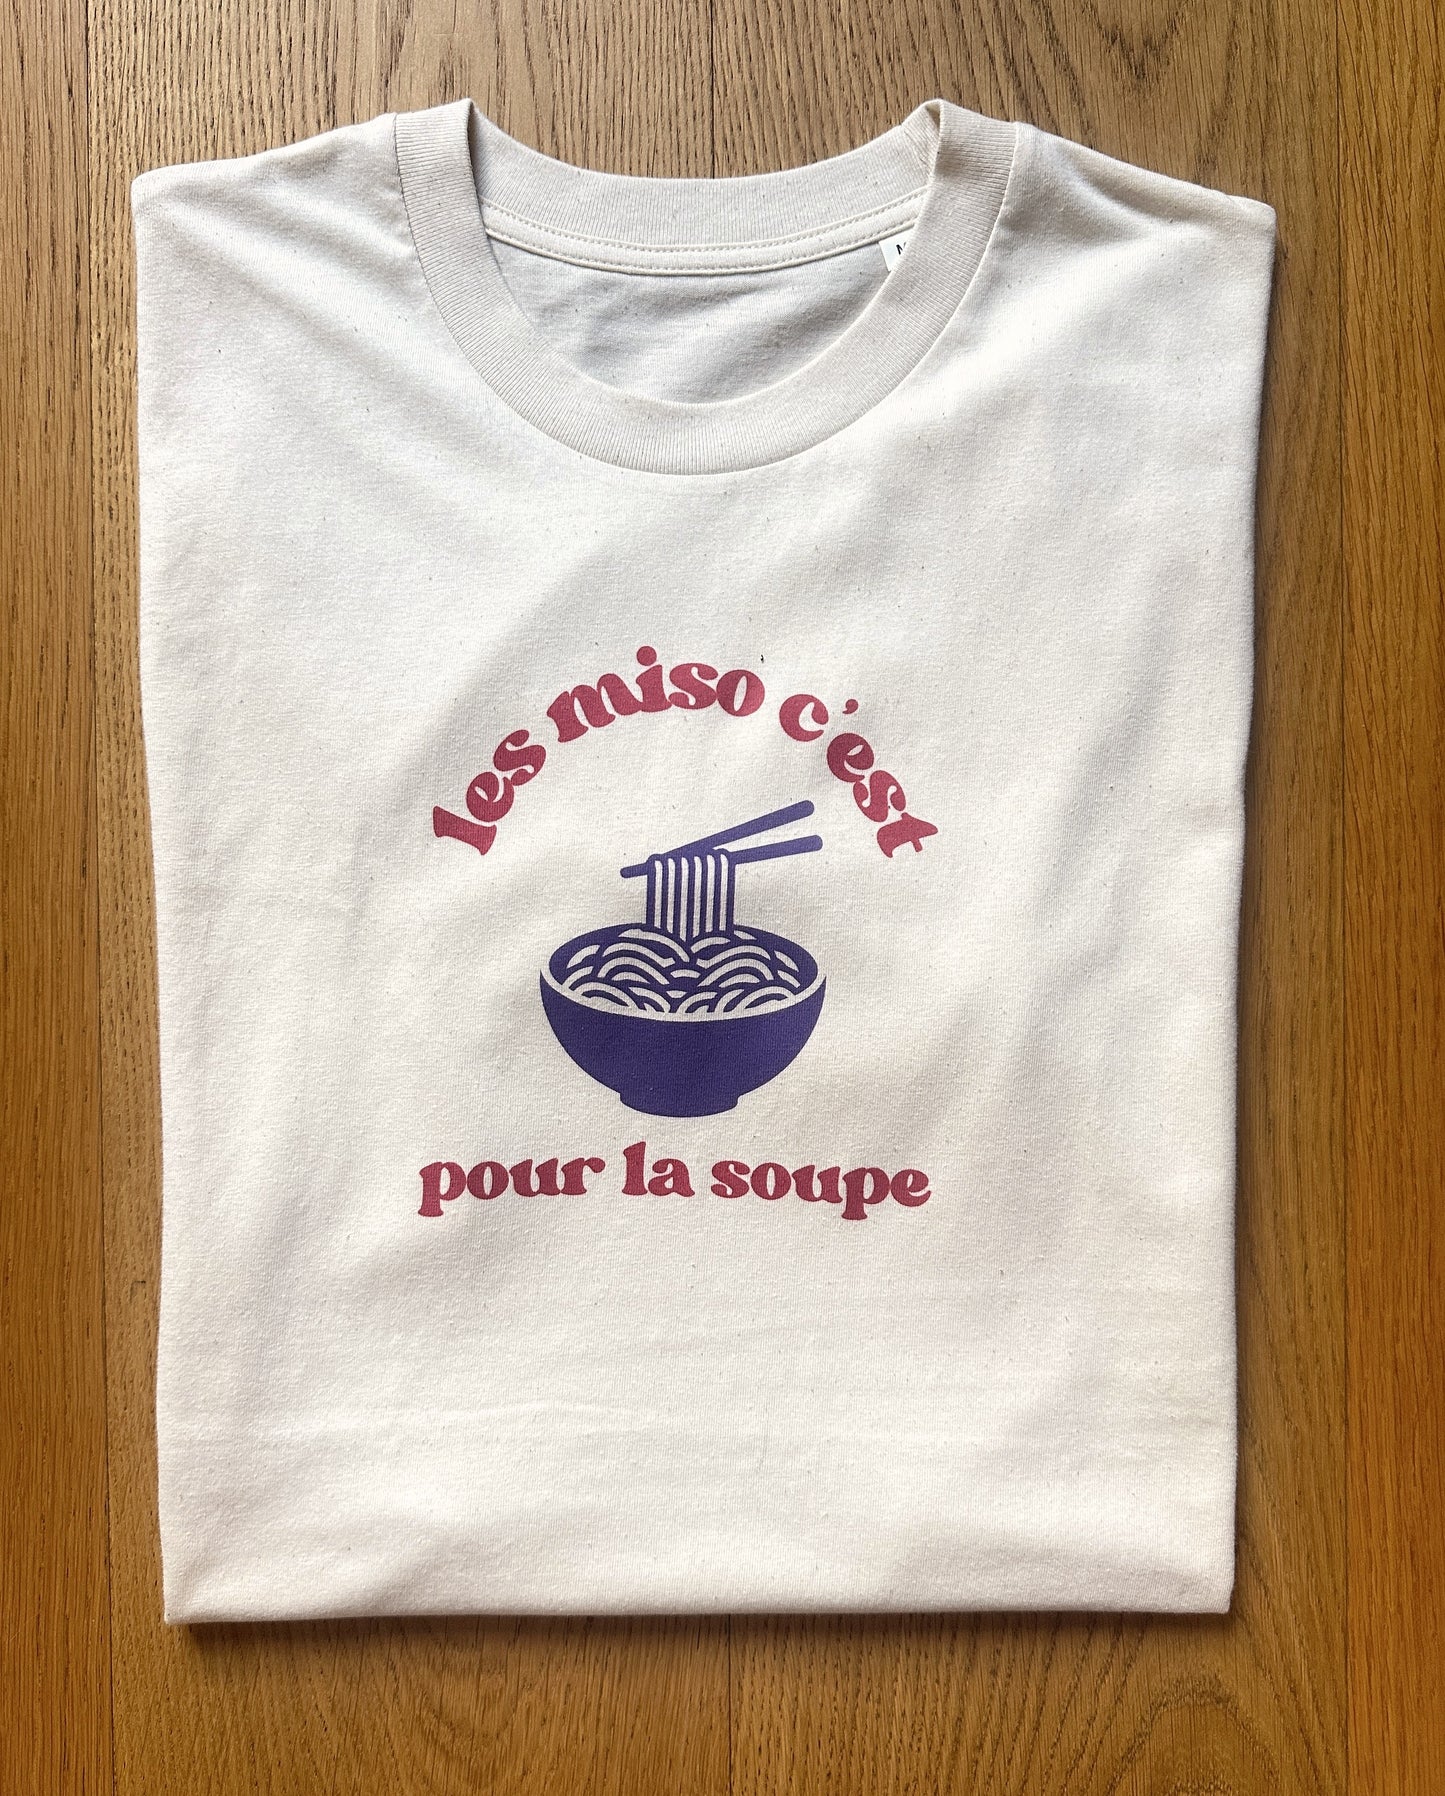 les miso c'est
pour la soupe